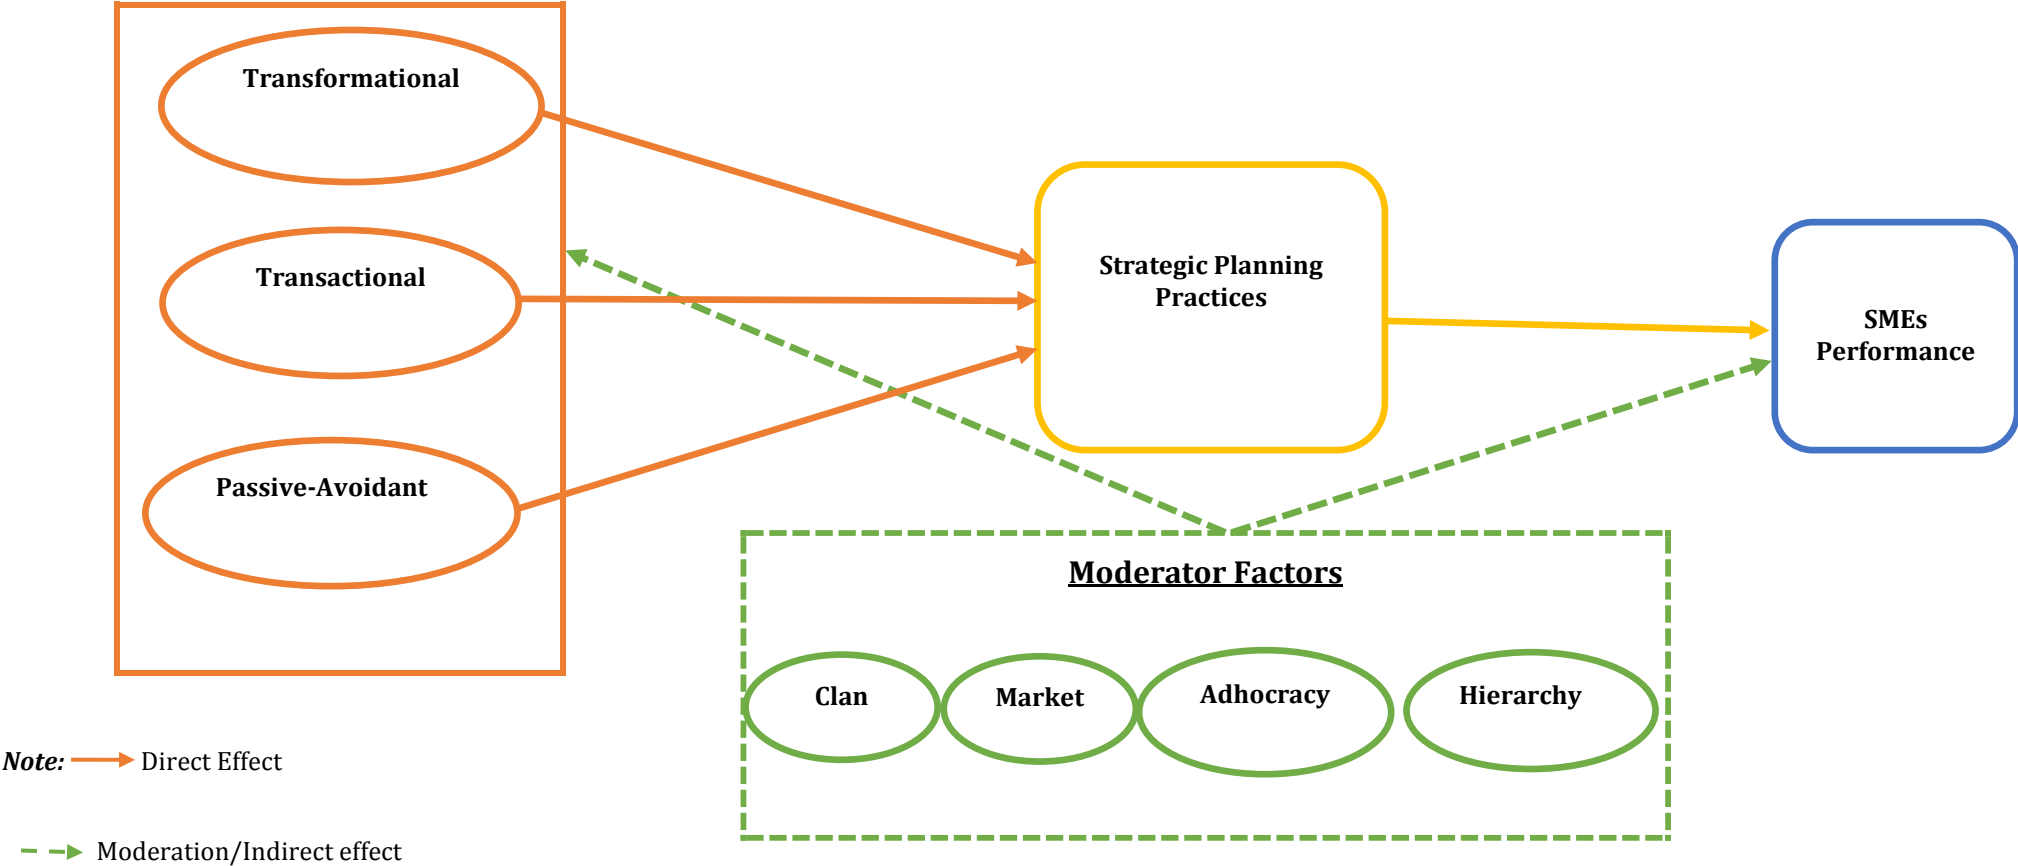 Transformational
Transactional
Passive-Avoidant
Strategic Planning
Practices
SMEs
Performance
Moderator Factors
Clan
Market
Adhocracy
Hierarchy
Note: Direct Effect
Moderation/Indirect effect